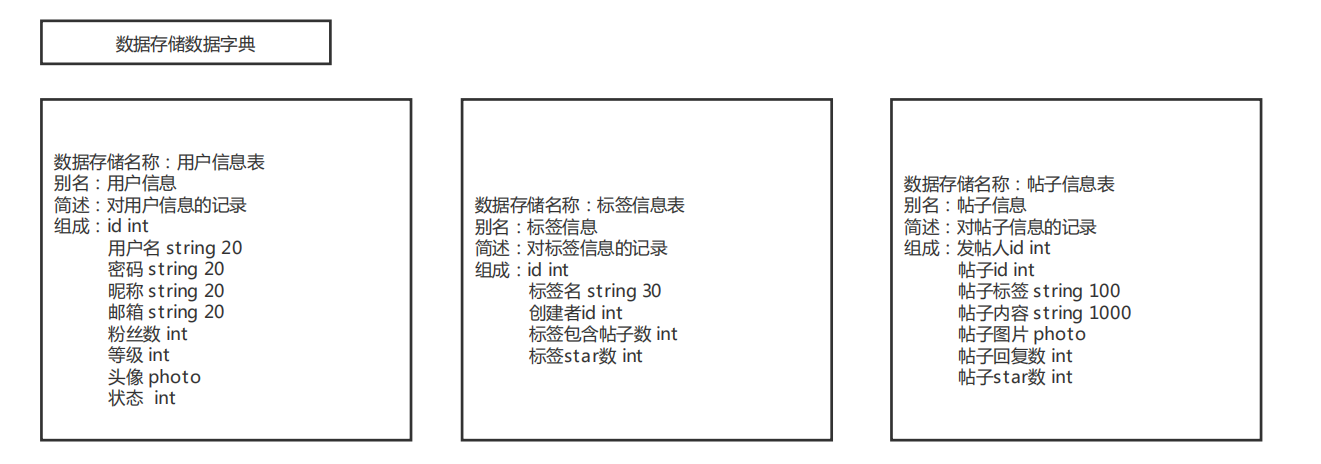 数据存储数据字典
数据存储名称：用户信息表
别名：用户信息
简述：对用户信息的记录
组成：id int
用户名 string 20
密码 string 20
昵称 string 20
邮箱 string 20
粉丝数 int
等级 int
头像 photo
状态 int
数据存储名称：标签信息表
别名：标签信息
简述：对标签信息的记录
组成：id int
标签名 string 30
创建者id int
标签包含帖子数 int
标签star数 int
数据存储名称：帖子信息表
别名：帖子信息
简述：对帖子信息的记录
组成：发帖人id int
帖子id int
帖子标签 string 100
帖子内容 string 1000
帖子图片 photo
帖子回复数 int
帖子star数 int